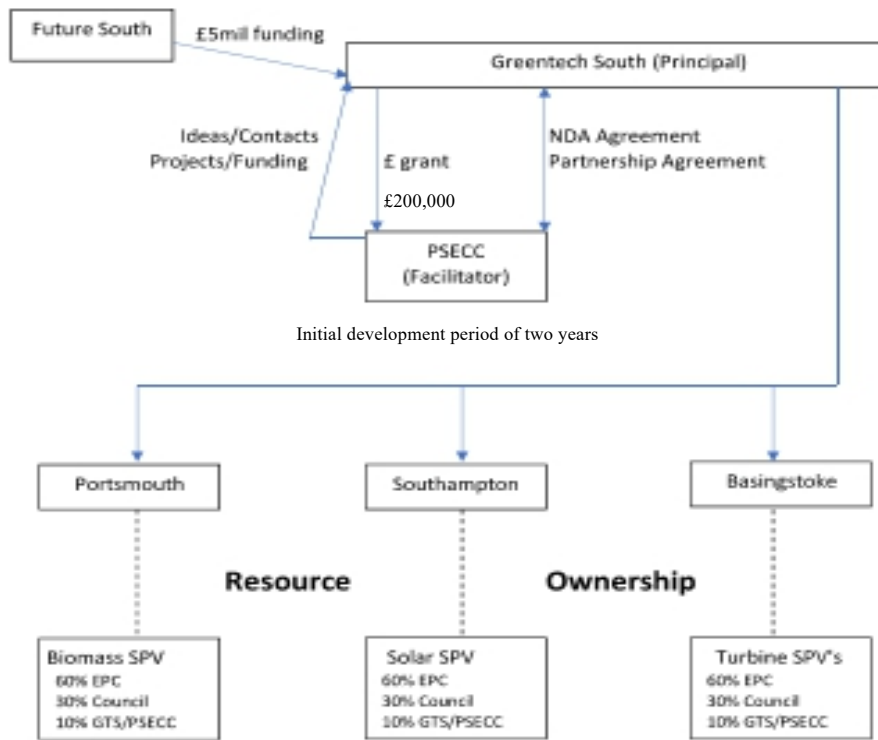 Future South
£5mil funding
Greentech South (Principal)
Ideas/Contacts
Projects/Funding
£ grant
£200,000
NDA Agreement
Partnership Agreement
PSECC
(Facilitator)
Initial development period of two years
Portsmouth
Southampton
Basingstoke
Resource
Ownership
Biomass SPV
60% EPC
30% Council
10% GTS/PSECC
Solar SPV
60% EPC
30% Council
10% GTS/PSECC
Turbine SPV's
60% EPC
30% Council
10% GTS/PSECC